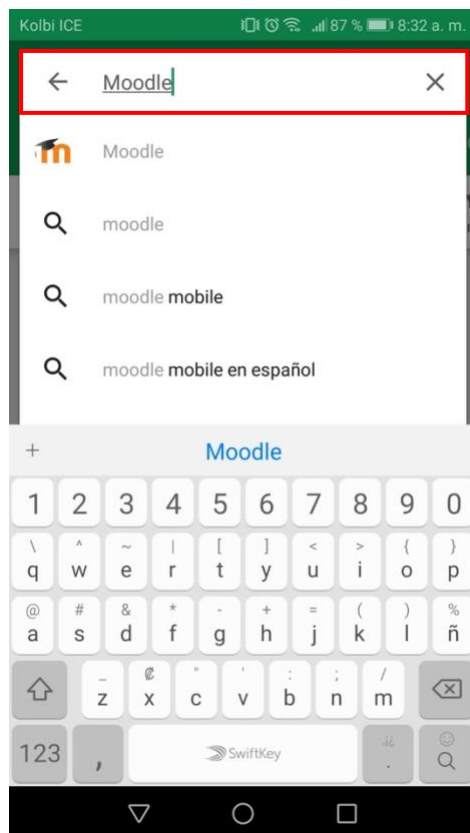 Kolbi ICE 87 % 8:32 a. m.
Moodle
Moodle
moodle
moodle mobile
moodle mobile en español
+ Moodle
1 2 3 4 5 6 7 8 9 0
\ ^ ~ | [ ] < > { }
q w e r t y u i o p
@ # & * - + = ( ) %
a s d f g h j k l ñ
_ ₡ " ' : ; /
z x c v b n m
123 , SwiftKey .